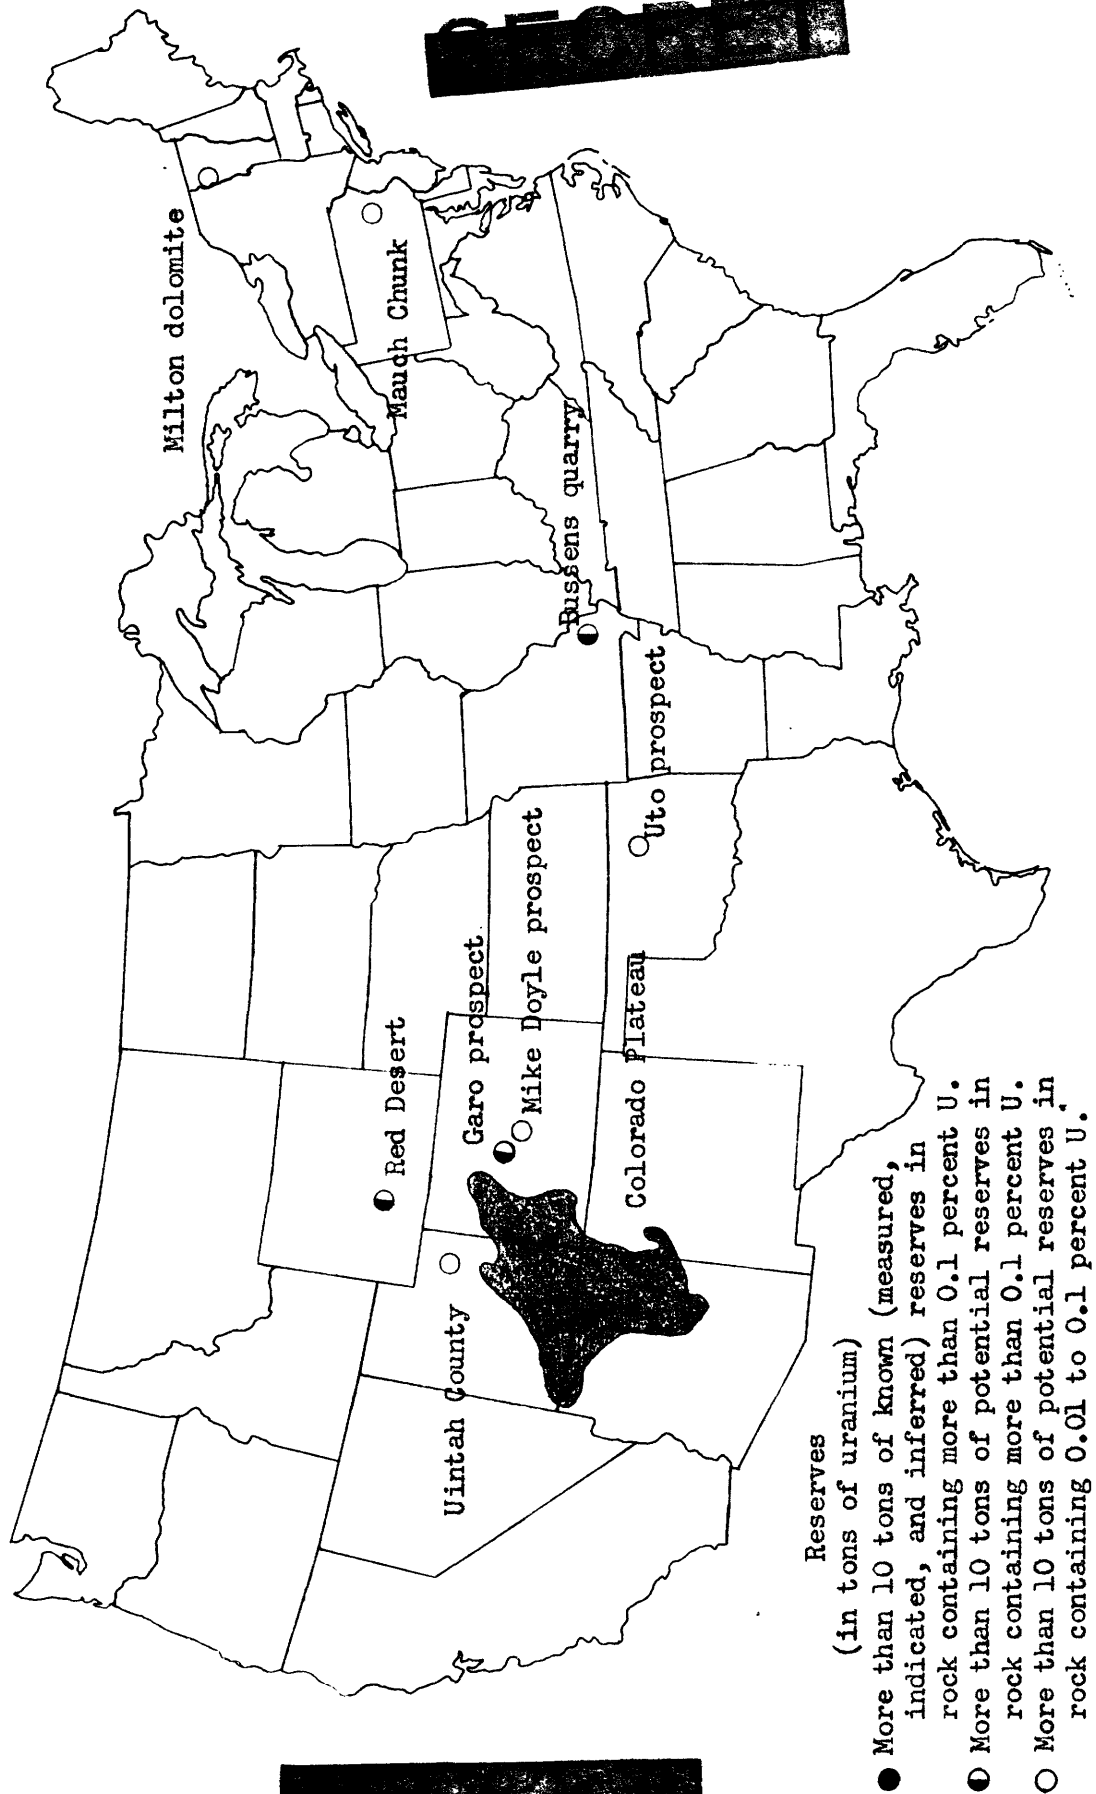 SECRET
Milton dolomite
Mauch Chunk
Bussens quarry
Uto prospect
Red Desert
Garo prospect
Mike Doyle prospect
Colorado Plateau
Uintah County
Reserves
(in tons of uranium)
More than 10 tons of known (measured,
indicated, and inferred) reserves in
rock containing more than 0.1 percent U.
More than 10 tons of potential reserves in
rock containing more than 0.1 percent U.
More than 10 tons of potential reserves in
rock containing 0.01 to 0.1 percent U.